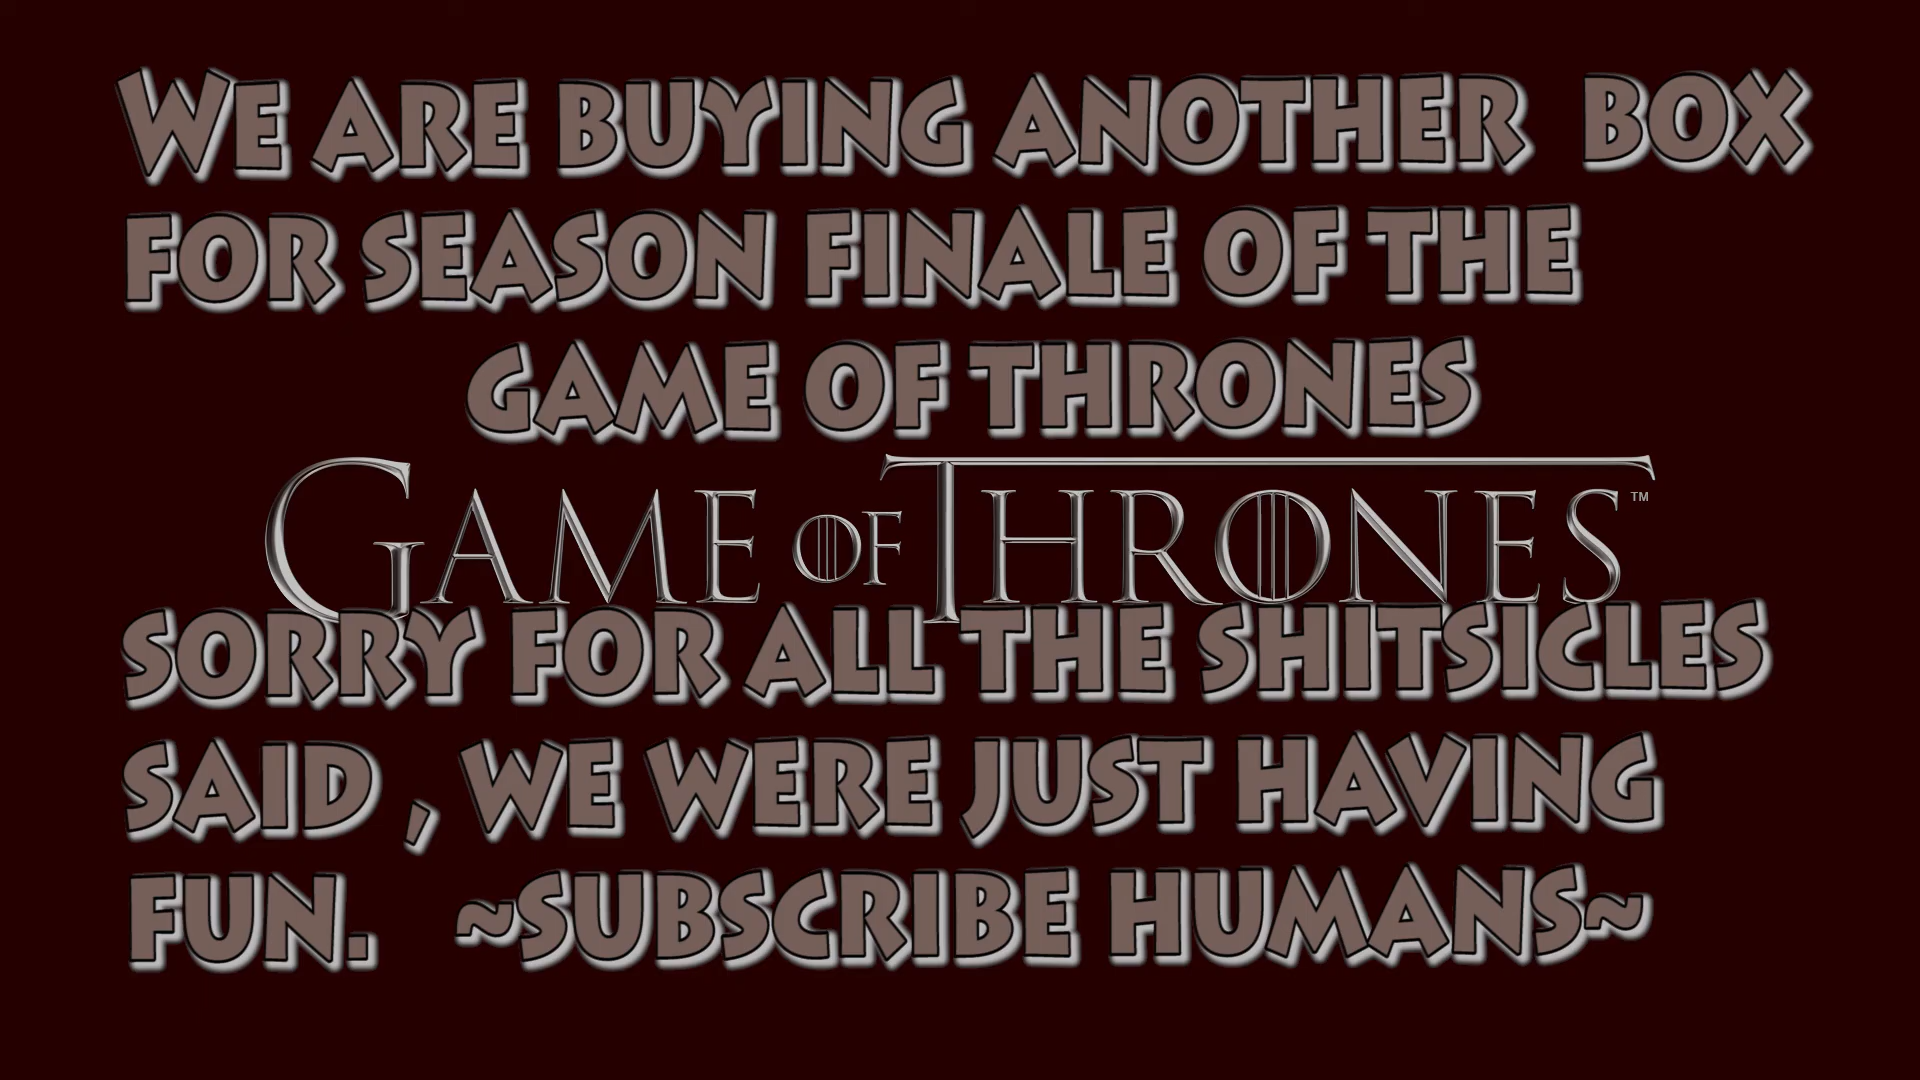 WE ARE BUYING ANOTHER BOX
FOR SEASON FINALE OF THE
GAME OF THRONES
GAME OF THRONES™
SORRY FOR ALL THE SHITSICLES
SAID , WE WERE JUST HAVING
FUN. ~SUBSCRIBE HUMANS~